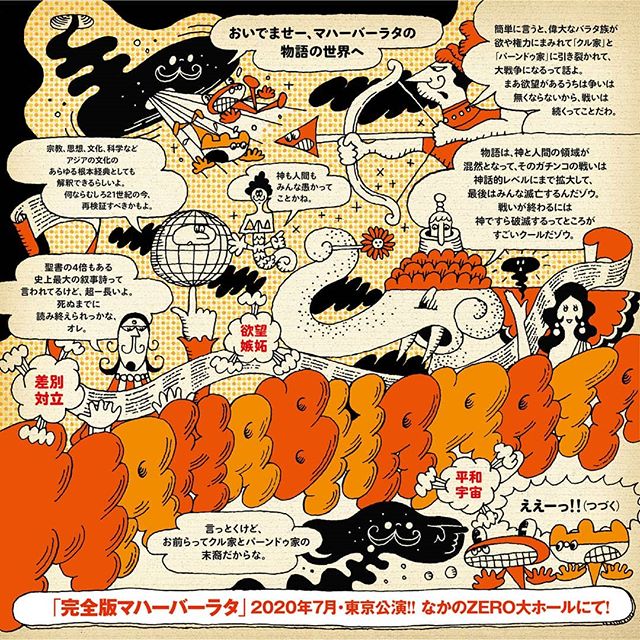 おいでませー、マハーバーラタの
物語の世界へ
簡単に言うと、偉大なバラタ族が
欲や権力にまみれて「クル家」と
「パーンドゥ家」に引き裂かれて、
大戦争になるって話よ。
まあ欲望があるうちは争いは
無くならないから、戦いは
続くってことだわ。
宗教、思想、文化、科学など
アジアの文化の
あらゆる根本経典としても
解釈できるらしいよ。
何ならむしろ21世紀の今、
再検証すべきかもよ。
神も人間も
みんな愚かって
ことかね。
物語は、神と人間の領域が
混然となって、そのガチンコの戦いは
神話的レベルにまで拡大して、
最後はみんな滅亡するんだゾウ。
戦いが終わるには
神ですら破滅するってところが
すごいクールだゾウ。
聖書の4倍もある
史上最大の叙事詩って
言われてるけど、超一長いよ。
死ぬまでに
読み終えられっかな、
オレ。
欲望
嫉妬
差別
対立
MAHABHARATA
平和
宇宙
ええーっ!!(つづく)
言っとくけど、
お前らってクル家とパーンドゥ家の
末裔だからな。
「完全版マハーバーラタ」2020年7月・東京公演!! なかのZERO大ホールにて!